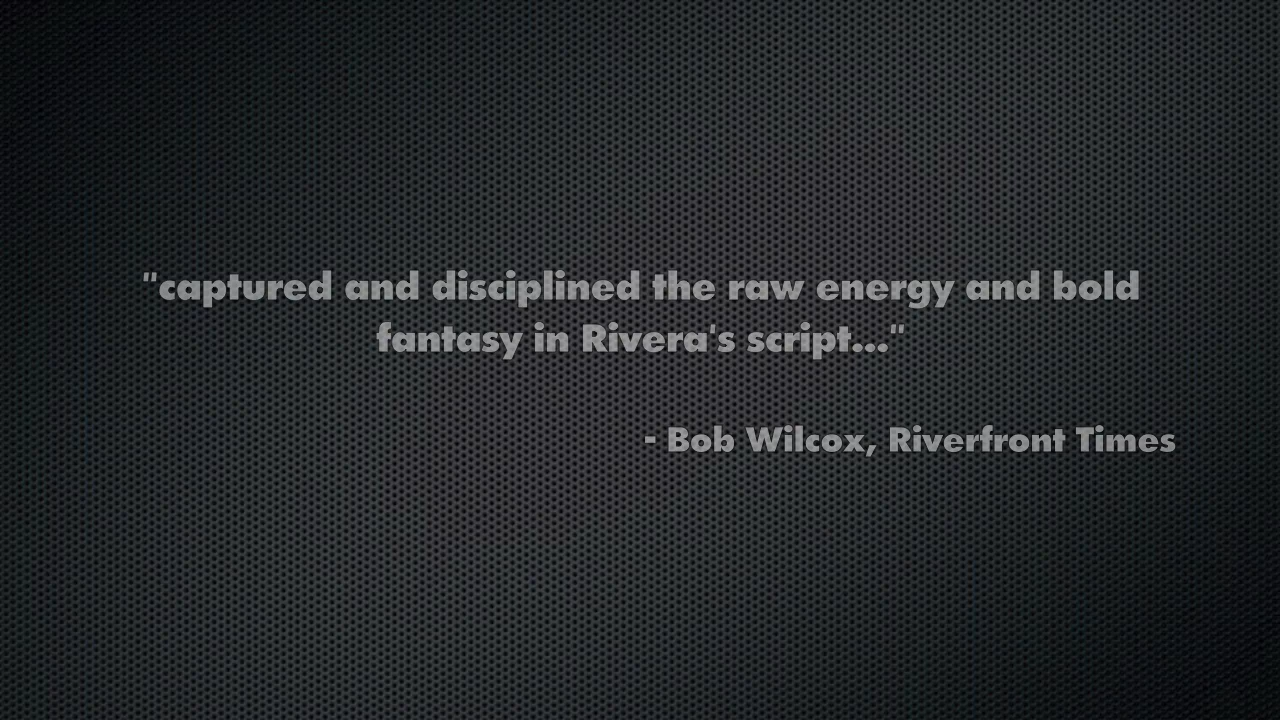 "captured and disciplined the raw energy and bold
fantasy in Rivera's script..."
- Bob Wilcox, Riverfront Times